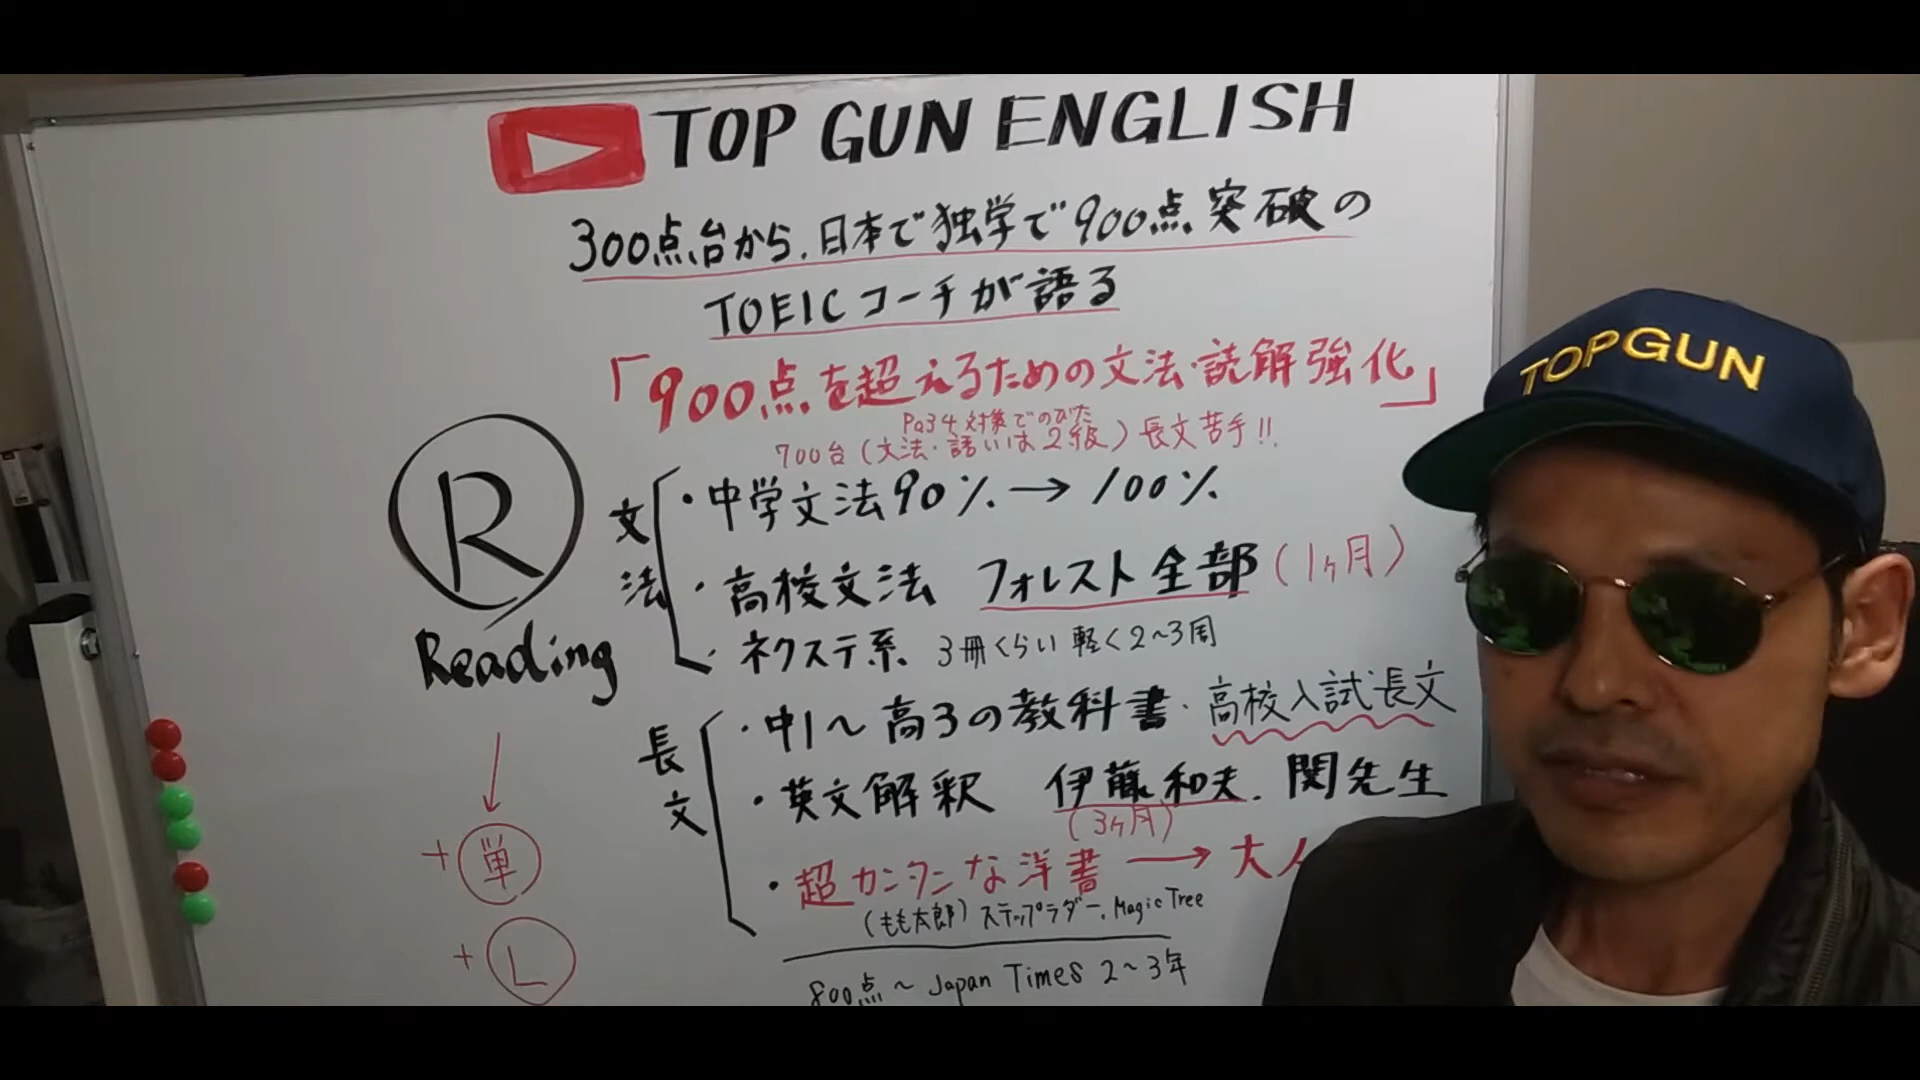 TOP GUN ENGLISH
300点台から、日本で独学で900点突破の
TOEICコーチが語る
「900点を超えるための文法・読解強化」
Pa34対策でのびた
700台(文法・語いは2級)長文苦手!!
R
Reading
文法
・中学文法90%→100%
・高校文法 フォレスト全部(1ヶ月)
・ネクステ系 3冊くらい軽く2~3周
長文
・中1~高3の教科書・高校入試長文
・英文解釈 伊藤和夫、関先生
(3ヶ月)
・超カンタンな洋書→大人
(もも太郎)ステップラダー、Magic Tree
800点~Japan Times 2~3年
+単
+L
TOPGUN